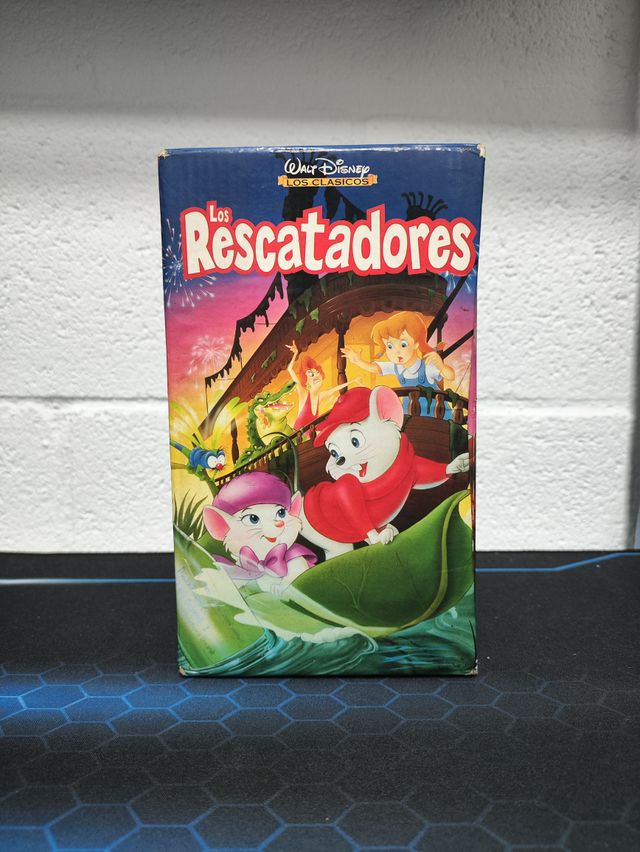 WALT DISNEY
LOS CLASICOS
Los
Rescatadores